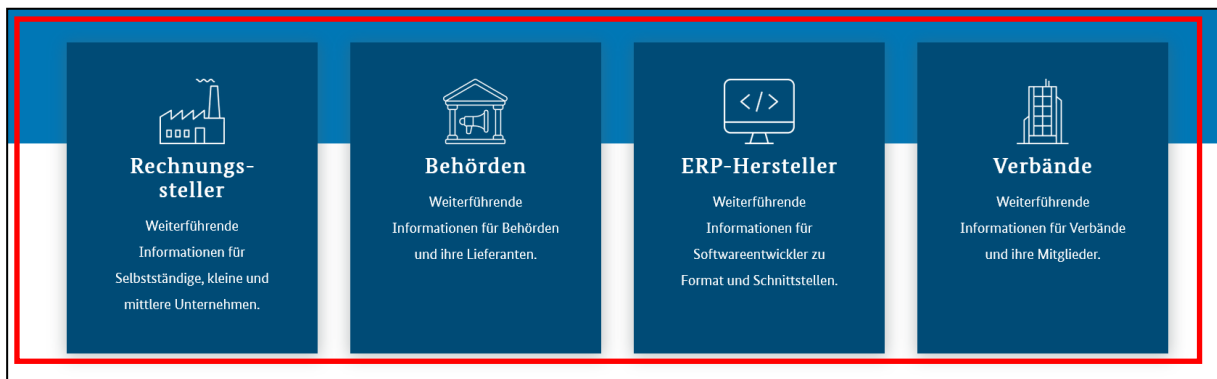 </>
Rechnungs-
steller
Weiterführende
Informationen für
Selbstständige, kleine und
mittlere Unternehmen.
Behörden
Weiterführende
Informationen für Behörden
und ihre Lieferanten.
ERP-Hersteller
Weiterführende
Informationen für
Softwareentwickler zu
Format und Schnittstellen.
Verbände
Weiterführende
Informationen für Verbände
und ihre Mitglieder.